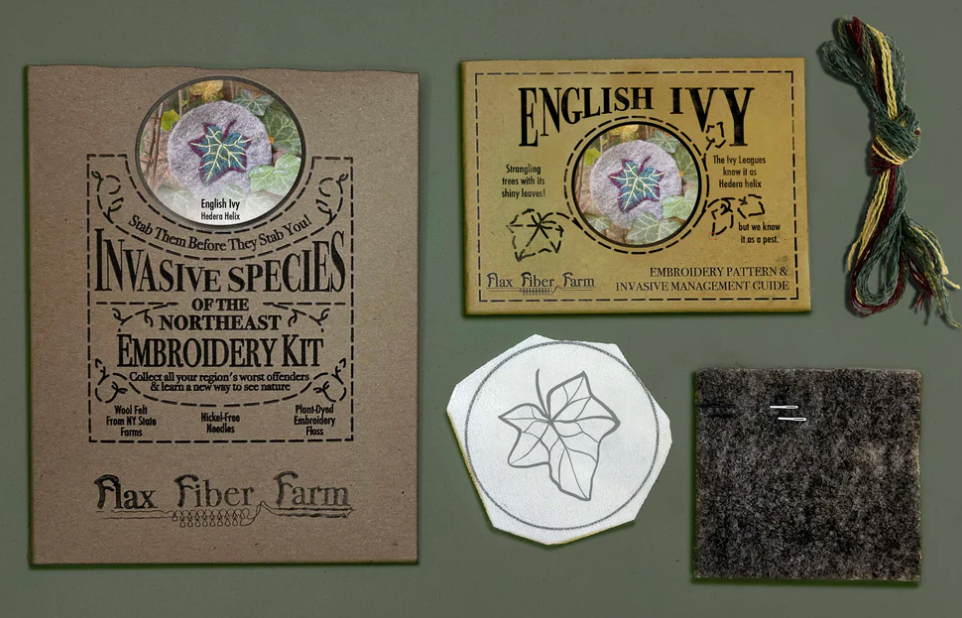 English Ivy
Hedera Helix
Stab Them Before They Stab You!
INVASIVE SPECIES
OF THE
NORTHEAST
EMBROIDERY KIT
Collect all your region's worst offenders
& learn a new way to see nature
Wool Felt
From NY State
Farms
Nickel-Free
Needles
Plant-Dyed
Embroidery
Floss
Flax Fiber Farm
ENGLISH IVY
Strangling
trees with its
shiny leaves!
The Ivy Leagues
know it as
Hedera helix
but we know
it as a pest.
Flax Fiber Farm
EMBROIDERY PATTERN &
INVASIVE MANAGEMENT GUIDE